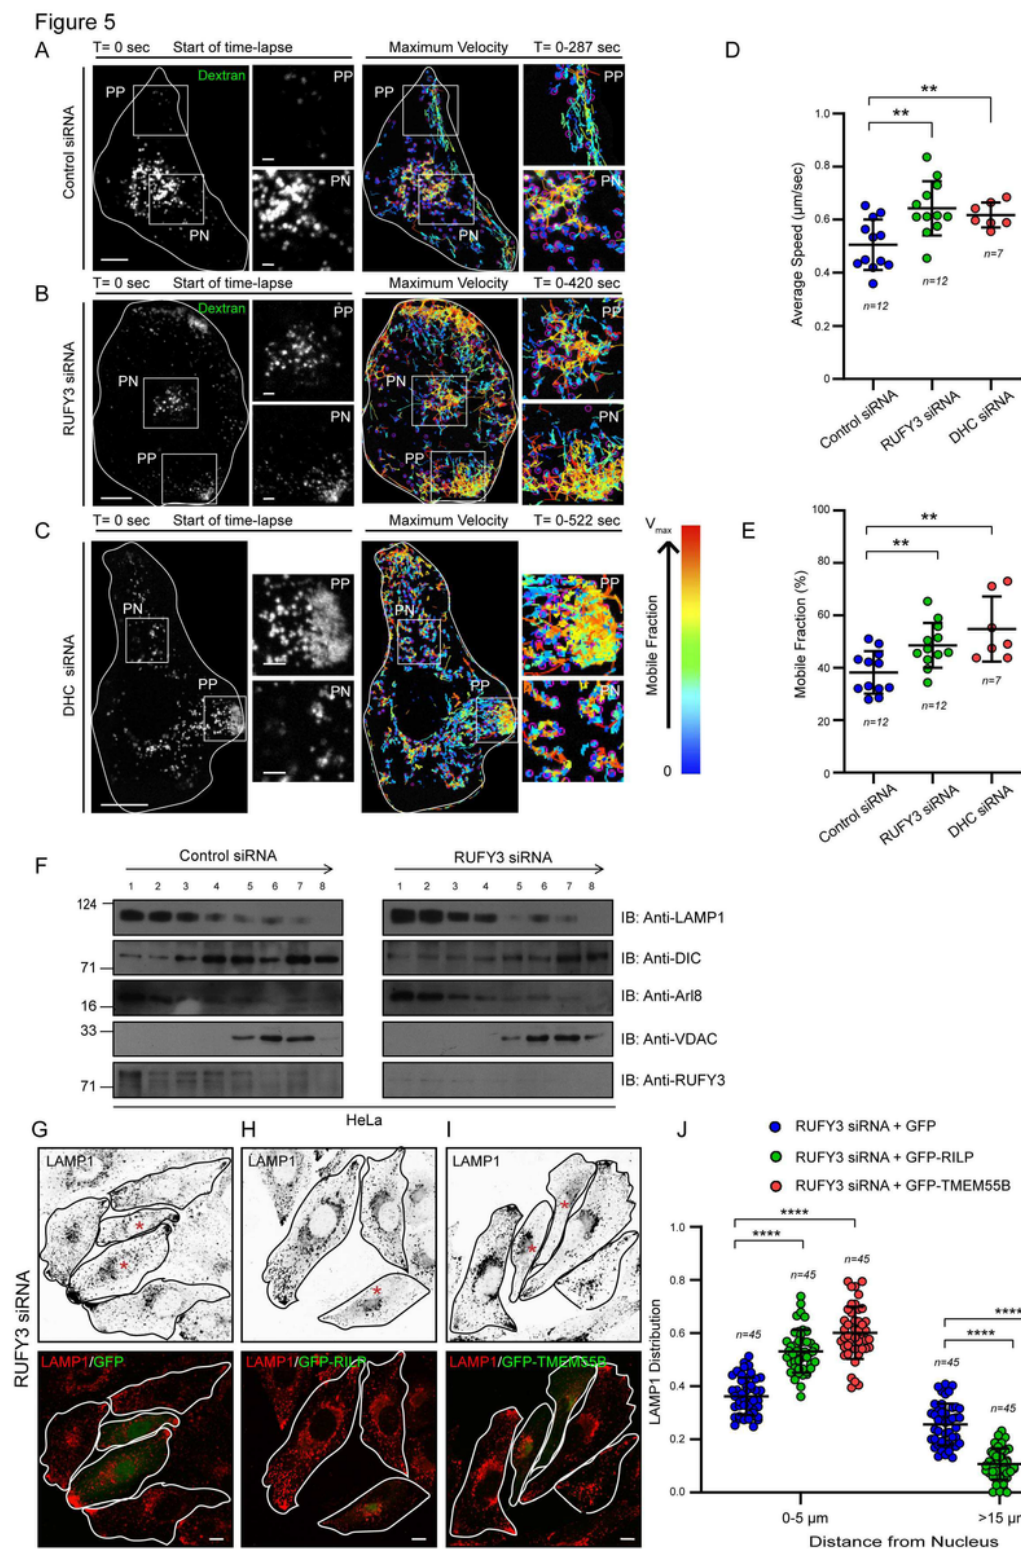 Figure 5
A
T= 0 sec Start of time-lapse
Maximum Velocity T= 0-287 sec
Control siRNA
Dextran
PP
PN
PP
PN
PP
PN
B
T= 0 sec Start of time-lapse
Maximum Velocity T= 0-420 sec
RUFY3 siRNA
Dextran
PN
PP
PP
PN
PN
PP
PP
PN
C
T= 0 sec Start of time-lapse
Maximum Velocity T= 0-522 sec
DHC siRNA
PN
PP
PP
PN
PN
PP
PP
PN
Vmax
Mobile Fraction
0
D
Average Speed (µm/sec)
1.0
0.8
0.6
0.4
0.2
0
**
**
n=12
n=12
n=7
Control siRNA
RUFY3 siRNA
DHC siRNA
E
Mobile Fraction (%)
100
80
60
40
20
0
**
**
n=12
n=12
n=7
Control siRNA
RUFY3 siRNA
DHC siRNA
F
Control siRNA
RUFY3 siRNA
1 2 3 4 5 6 7 8
1 2 3 4 5 6 7 8
124
IB: Anti-LAMP1
71
IB: Anti-DIC
16
IB: Anti-Arl8
33
IB: Anti-VDAC
71
IB: Anti-RUFY3
HeLa
RUFY3 siRNA
G
LAMP1
H
LAMP1
I
LAMP1
*
*
*
*
*
LAMP1/GFP
LAMP1/GFP-RILP
LAMP1/GFP-TMEM55B
J
RUFY3 siRNA + GFP
RUFY3 siRNA + GFP-RILP
RUFY3 siRNA + GFP-TMEM55B
LAMP1 Distribution
1.0
0.8
0.6
0.4
0.2
0.0
****
****
n=45
n=45
n=45
****
****
n=45
n=45
0-5 µm
>15 µm
Distance from Nucleus